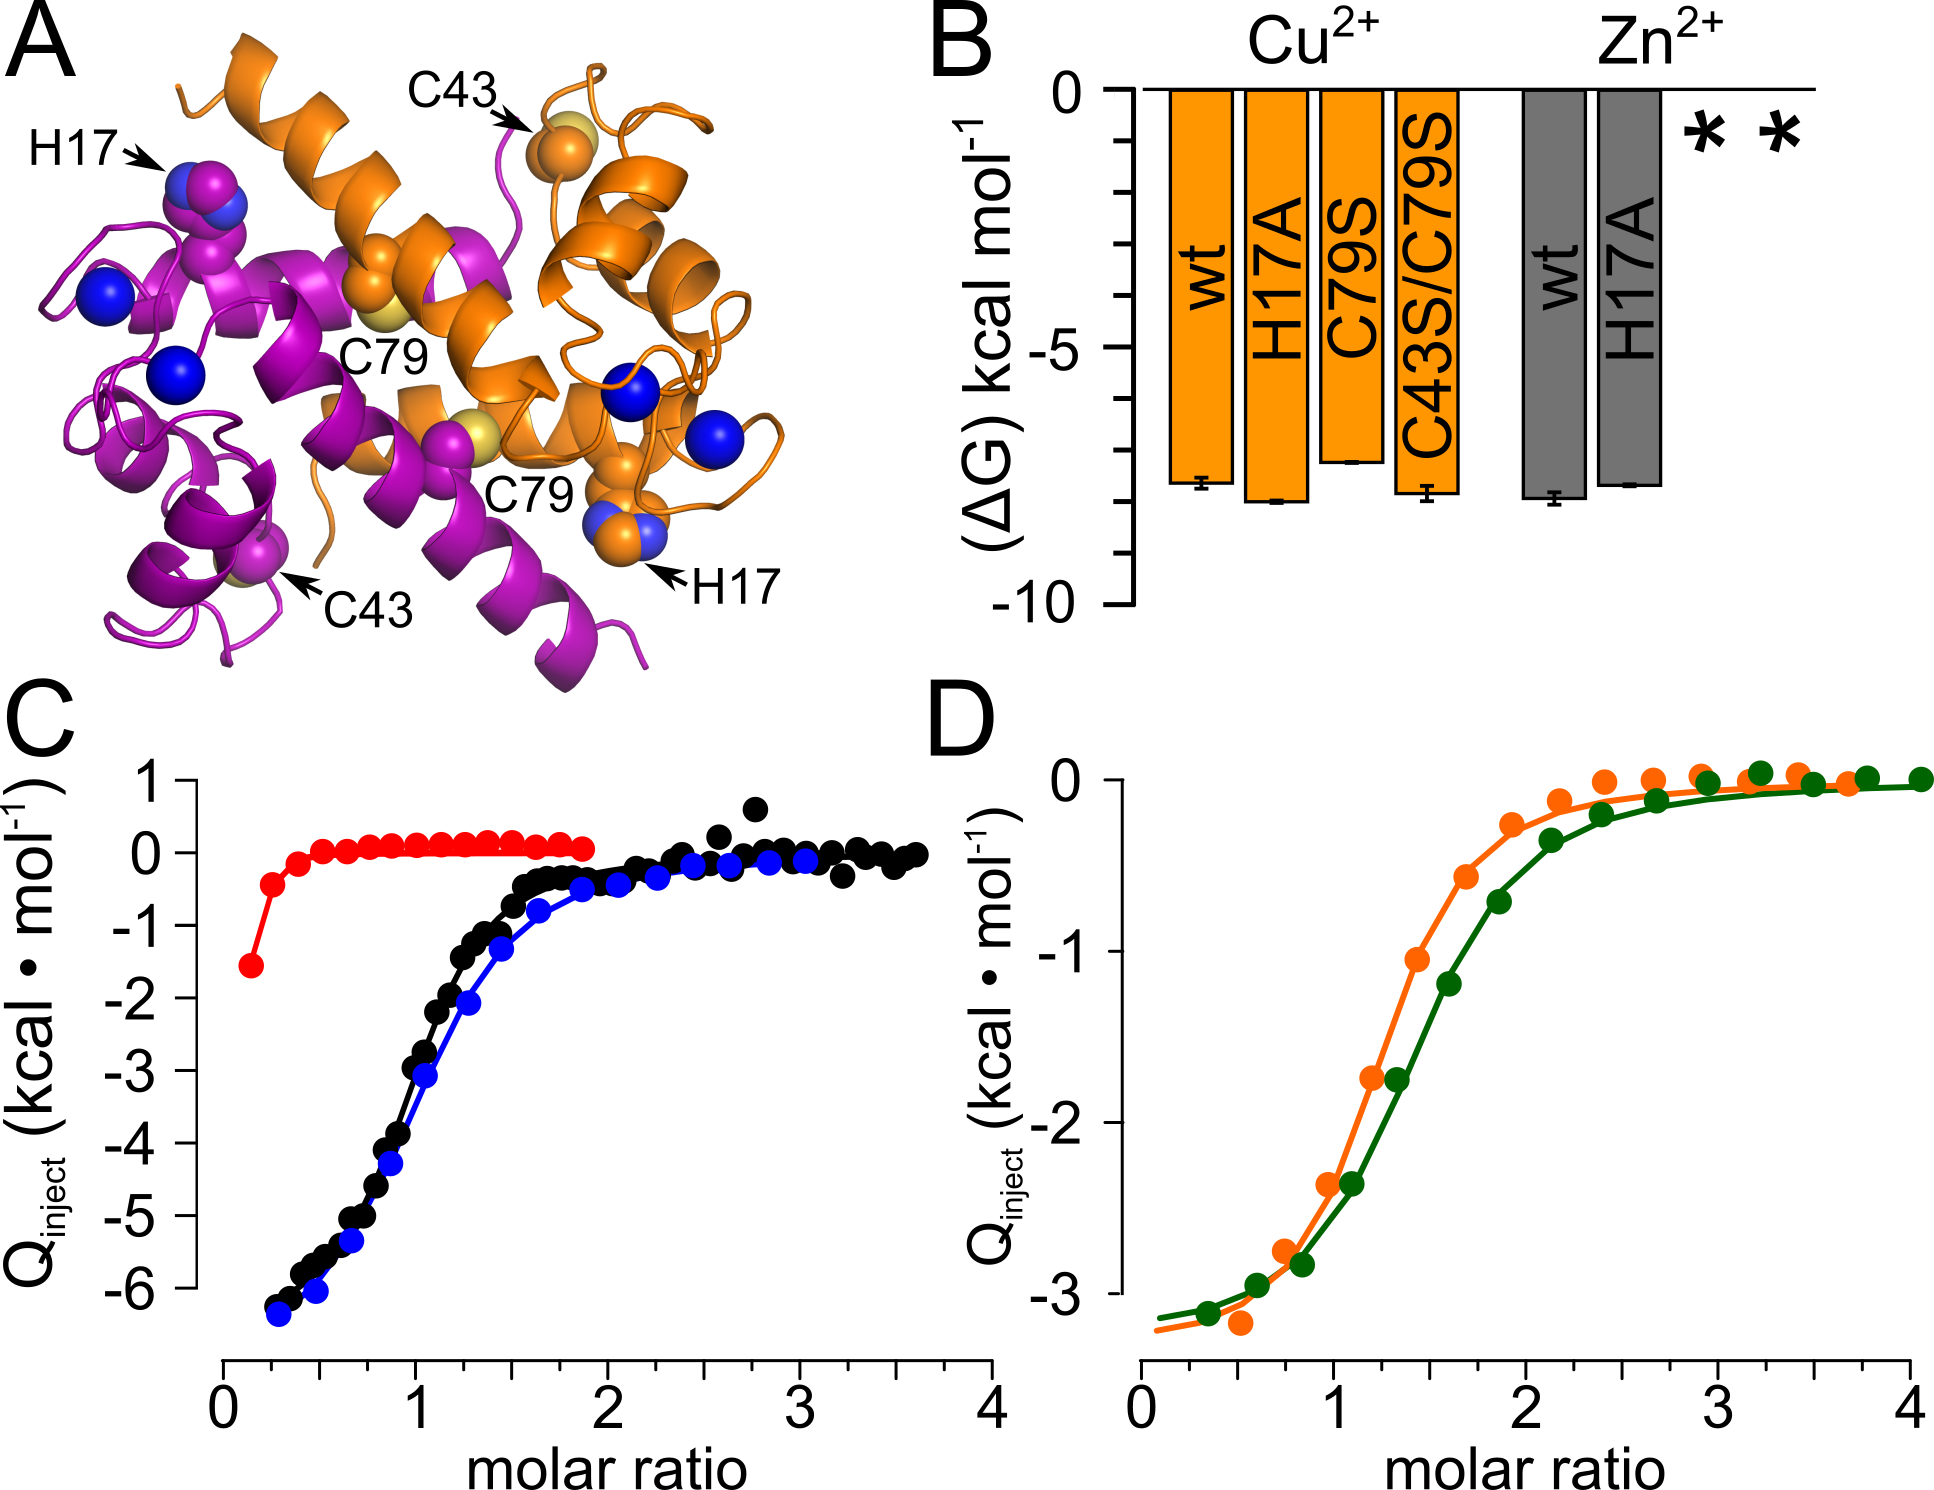 A
H17
C43
C79
C79
C43
H17
B
Cu²⁺
Zn²⁺
(ΔG) kcal mol⁻¹
0
-5
-10
wt
H17A
C79S
C43S/C79S
wt
H17A
* *
C
Qinject (kcal • mol⁻¹)
1
0
-1
-2
-3
-4
-5
-6
0 1 2 3 4
molar ratio
D
Qinject (kcal • mol⁻¹)
0
-1
-2
-3
0 1 2 3 4
molar ratio